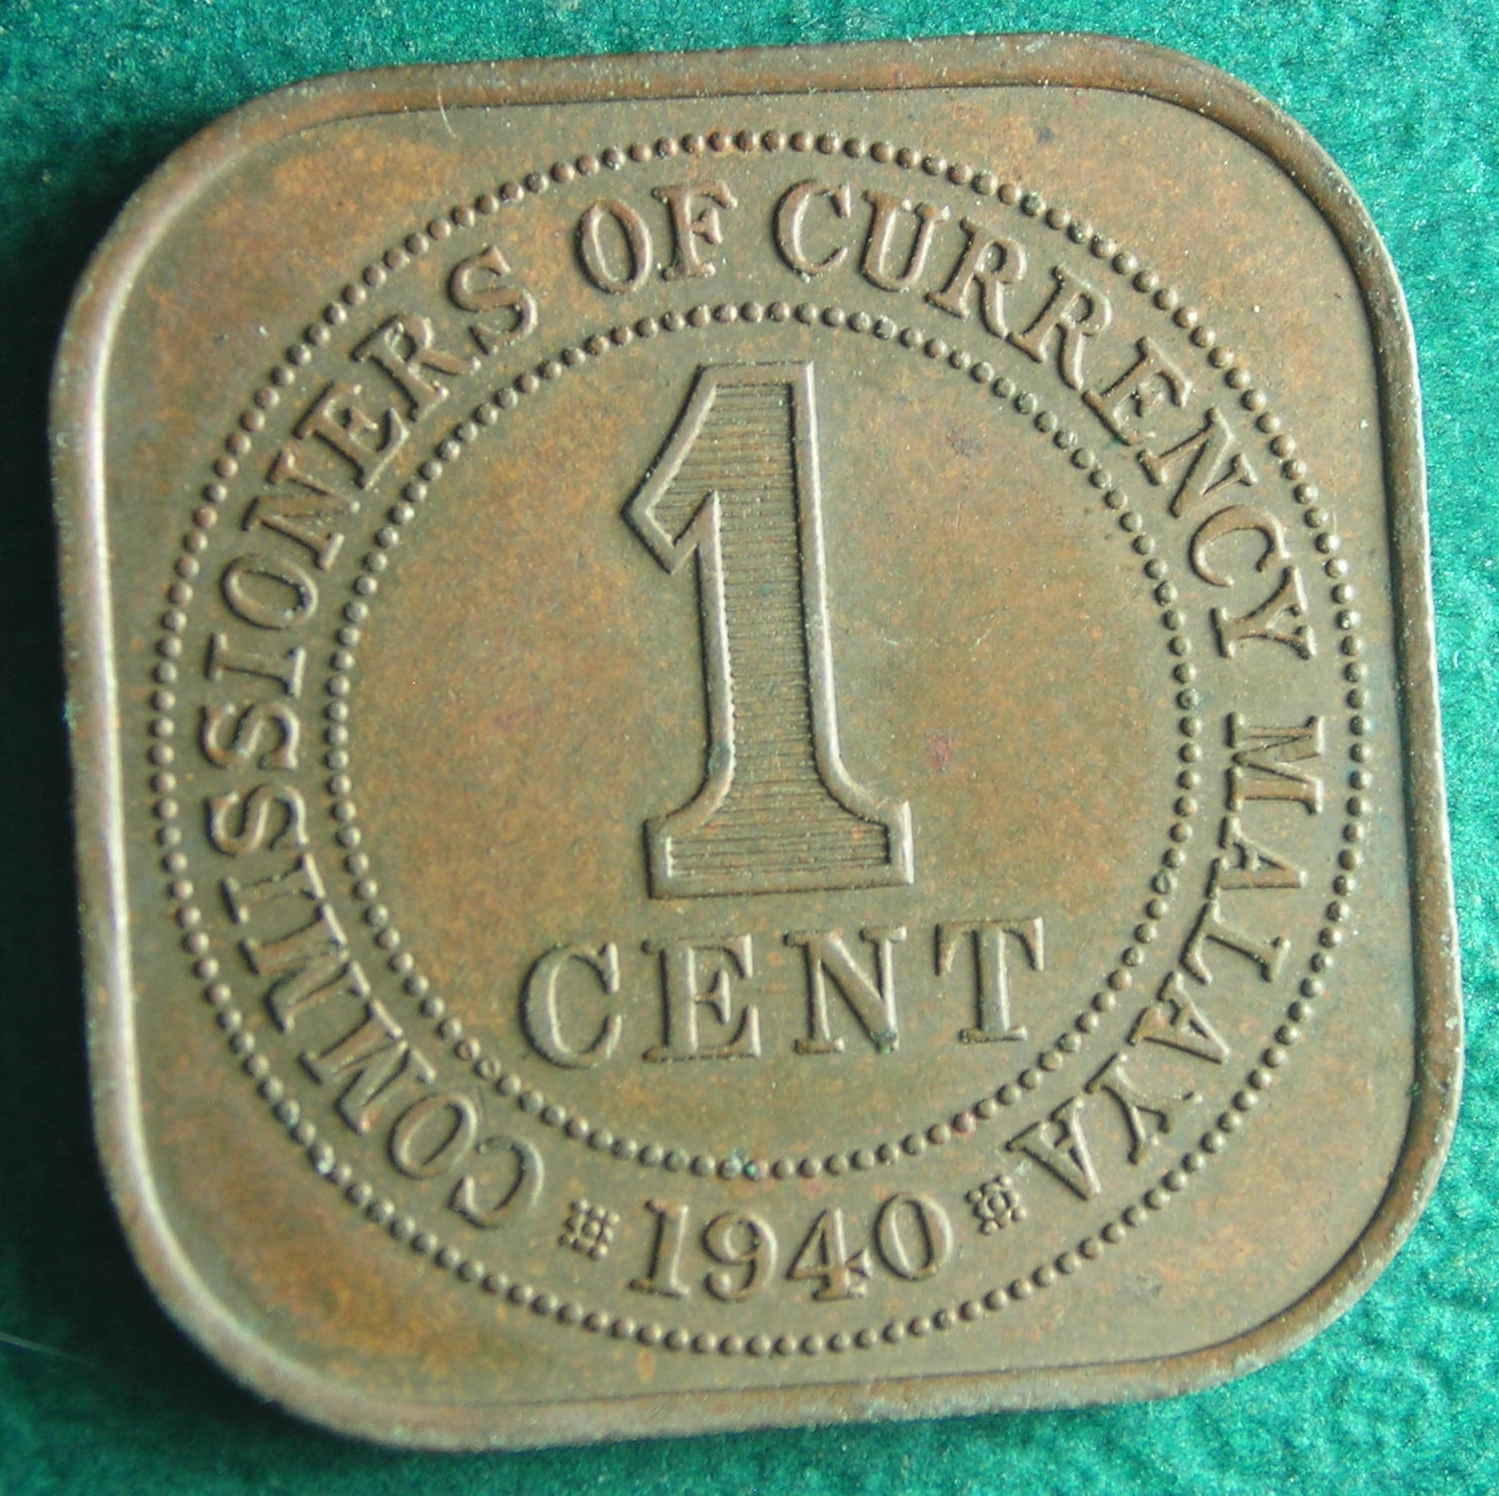 COMMISSIONERS OF CURRENCY MALAYA
1
CENT
1940